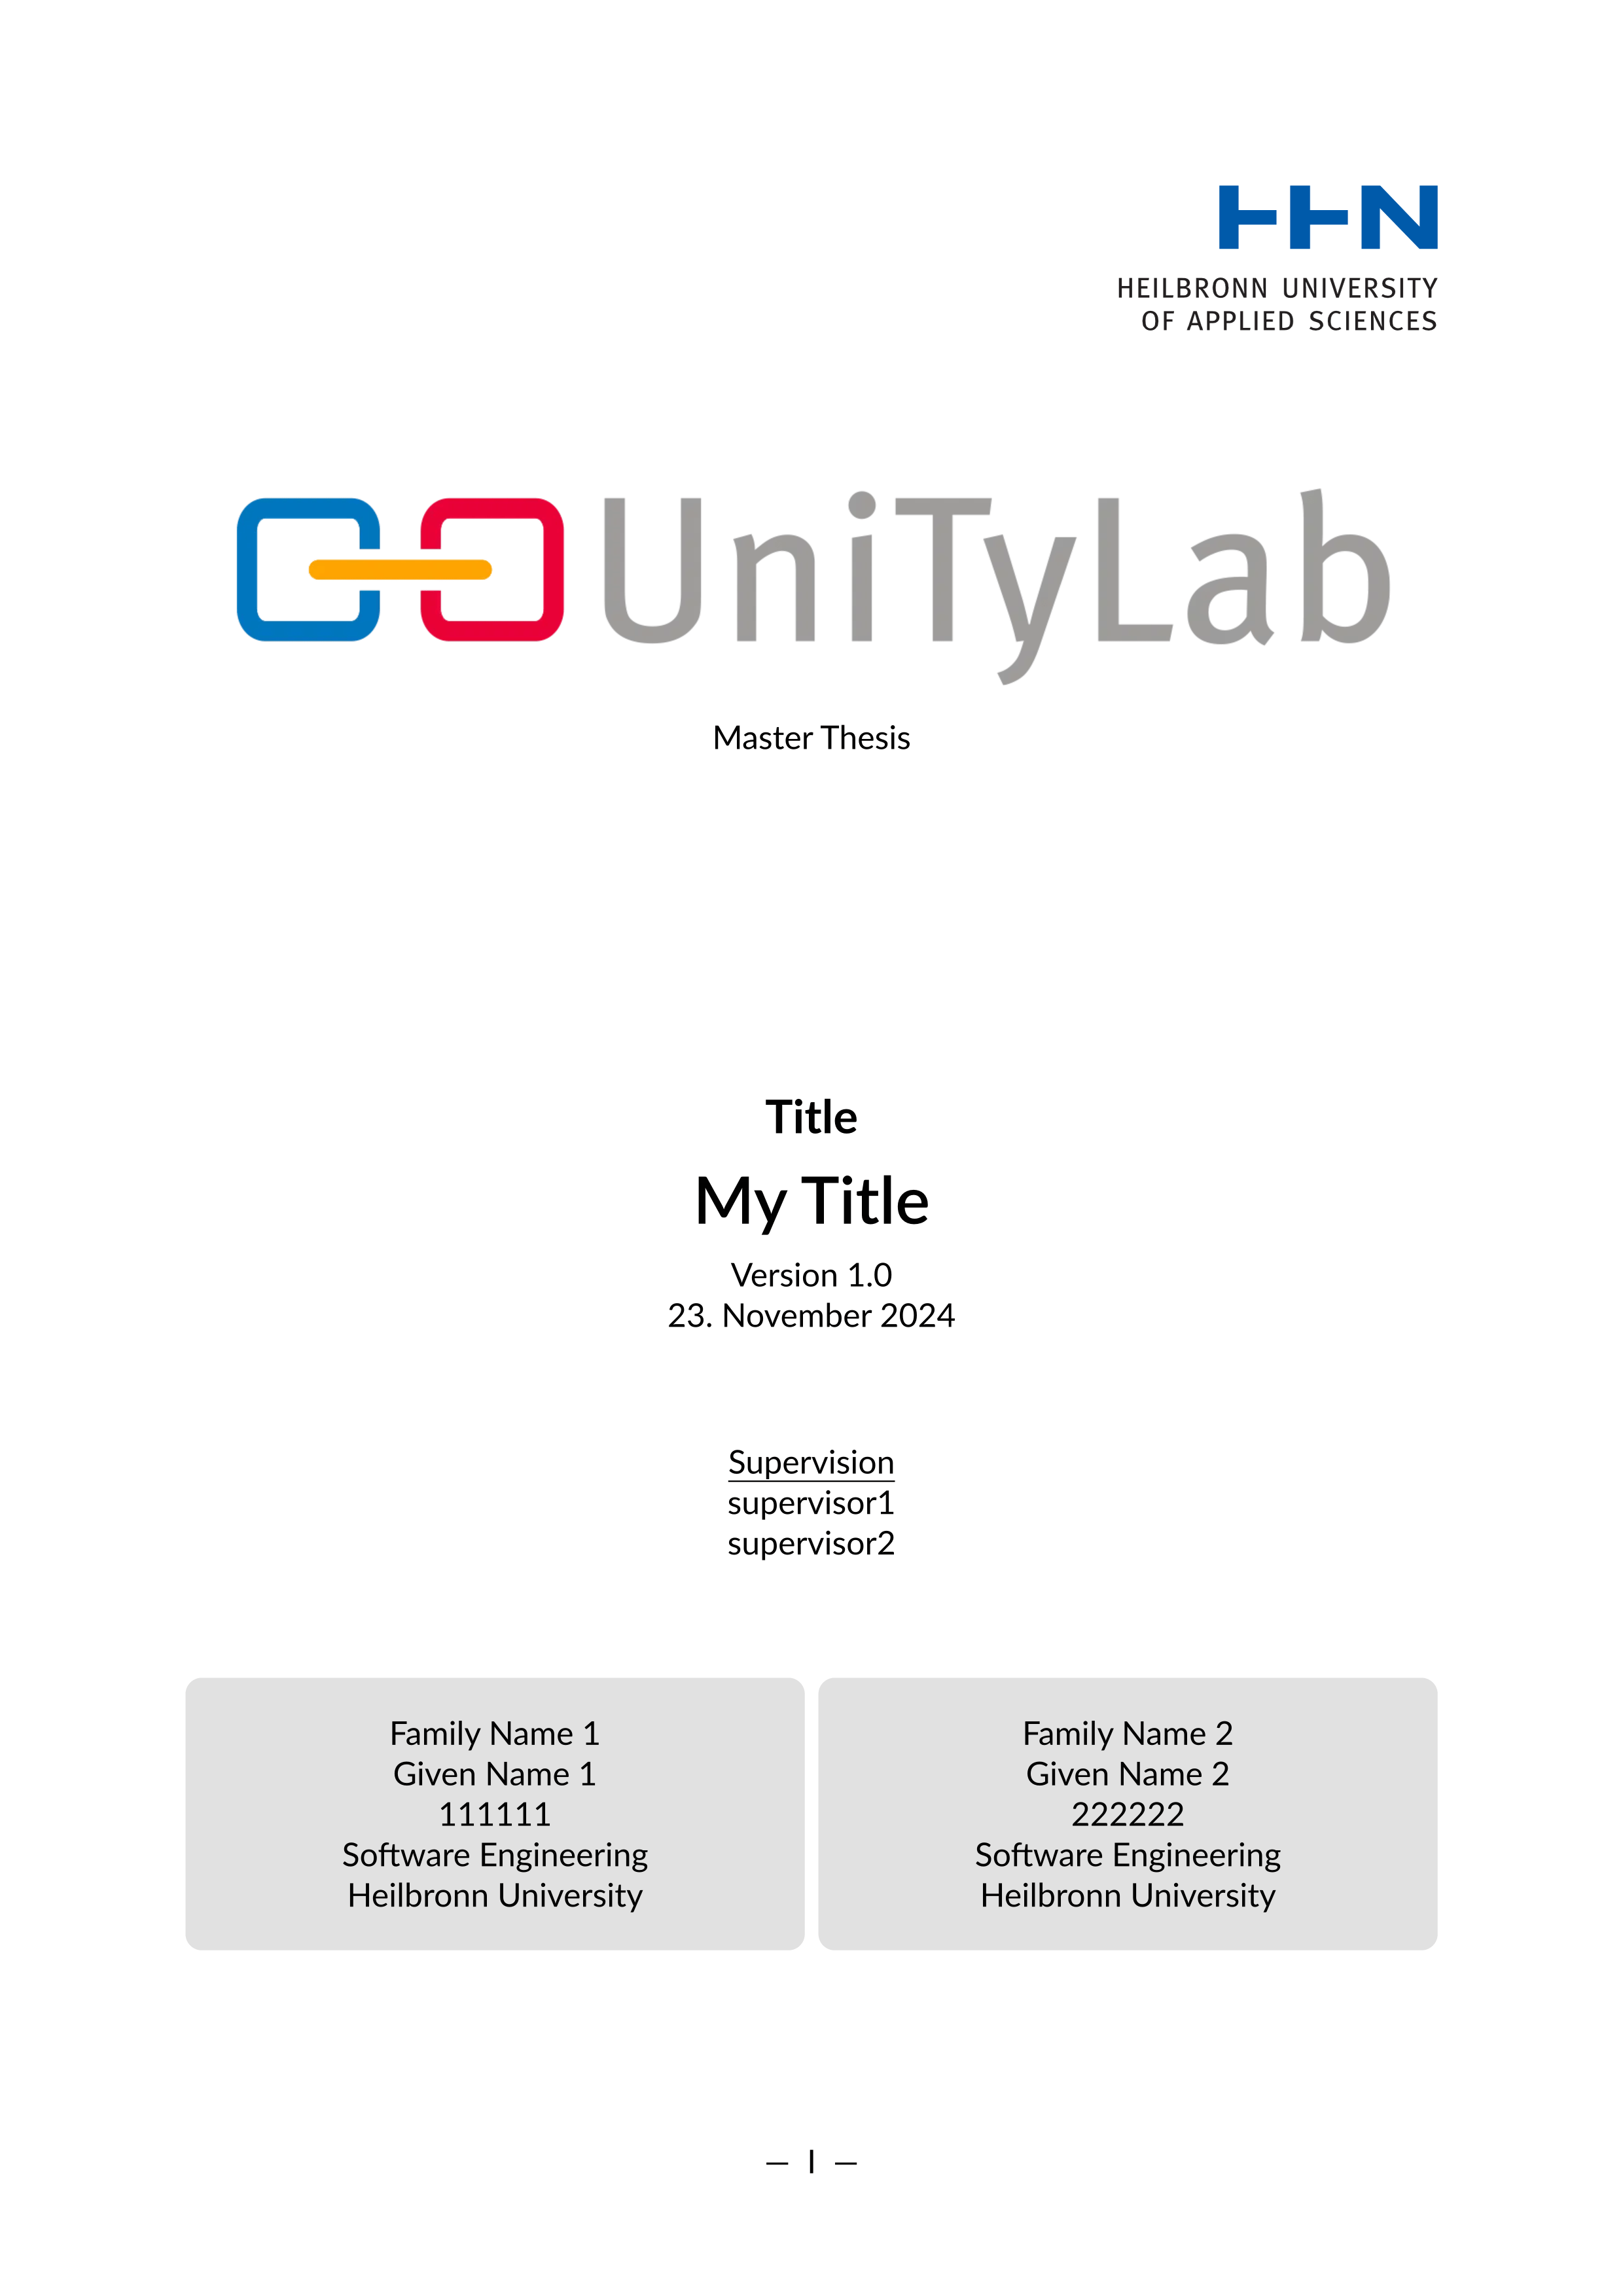 HHN
HEILBRONN UNIVERSITY
OF APPLIED SCIENCES
UniTyLab
Master Thesis
Title
My Title
Version 1.0
23. November 2024
Supervision
supervisor1
supervisor2
Family Name 1
Given Name 1
111111
Software Engineering
Heilbronn University
Family Name 2
Given Name 2
222222
Software Engineering
Heilbronn University
— I —